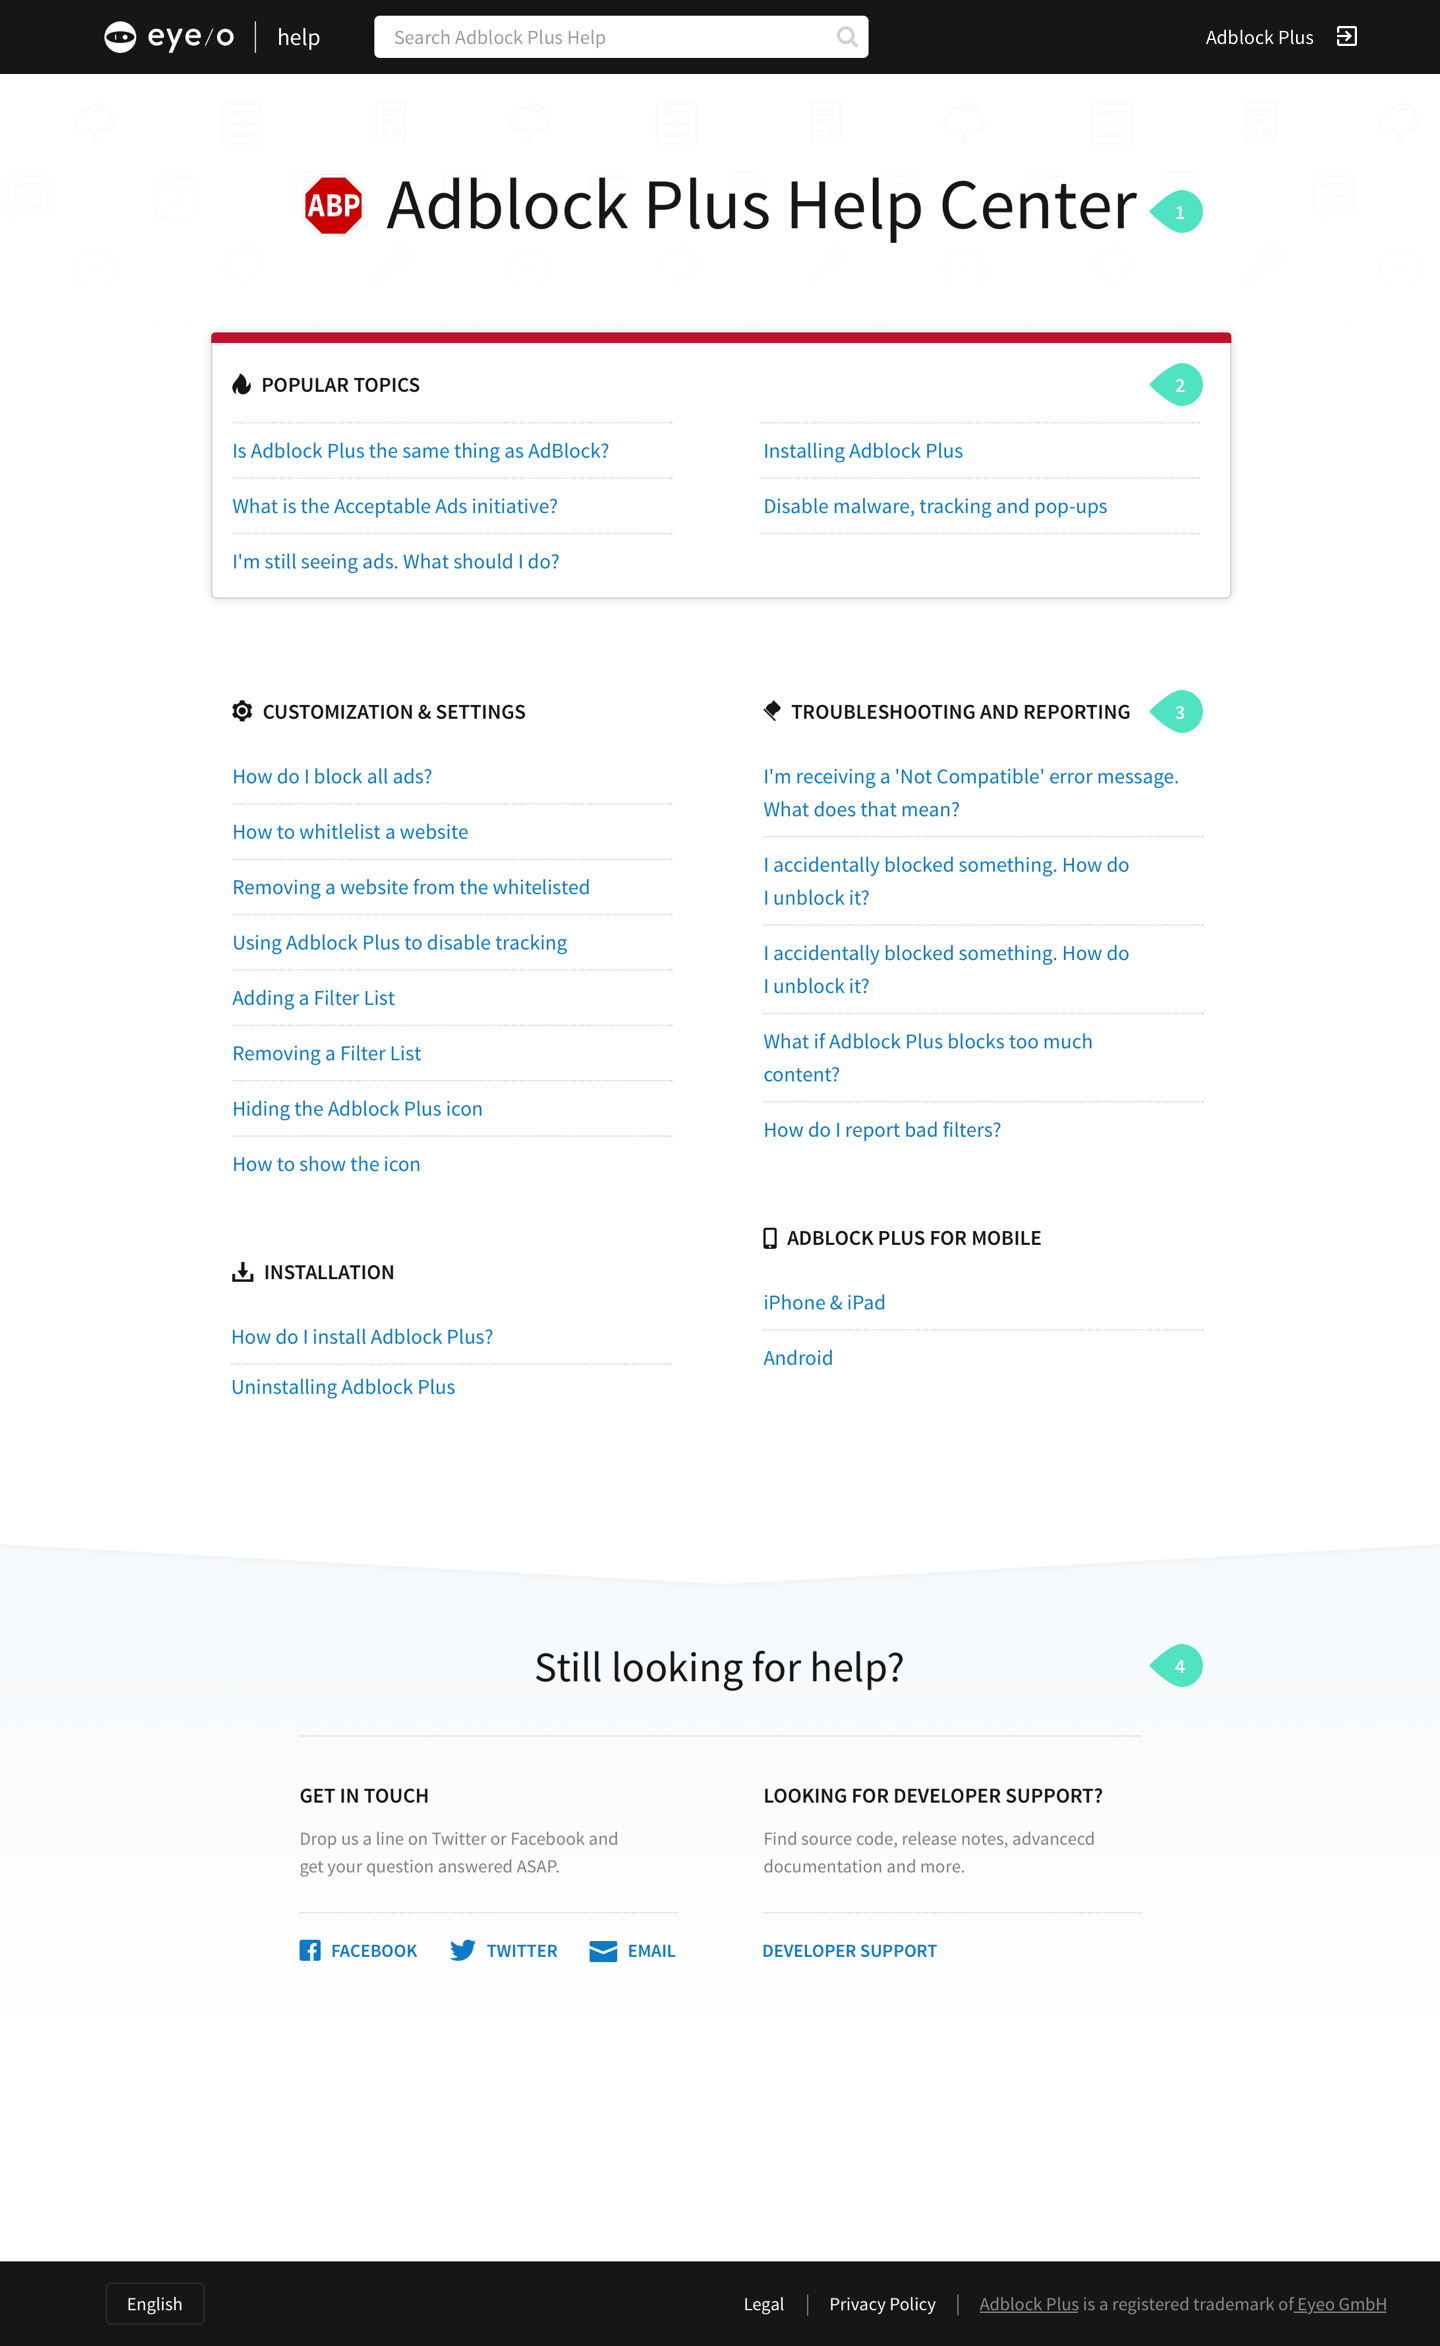 eye/o | help
Search Adblock Plus Help
Adblock Plus
ABP
Adblock Plus Help Center
1
POPULAR TOPICS
2
Is Adblock Plus the same thing as AdBlock?
What is the Acceptable Ads initiative?
I'm still seeing ads. What should I do?
Installing Adblock Plus
Disable malware, tracking and pop-ups
CUSTOMIZATION & SETTINGS
How do I block all ads?
How to whitlelist a website
Removing a website from the whitelisted
Using Adblock Plus to disable tracking
Adding a Filter List
Removing a Filter List
Hiding the Adblock Plus icon
How to show the icon
INSTALLATION
How do I install Adblock Plus?
Uninstalling Adblock Plus
TROUBLESHOOTING AND REPORTING
3
I'm receiving a 'Not Compatible' error message.
What does that mean?
I accidentally blocked something. How do
I unblock it?
I accidentally blocked something. How do
I unblock it?
What if Adblock Plus blocks too much
content?
How do I report bad filters?
ADBLOCK PLUS FOR MOBILE
iPhone & iPad
Android
Still looking for help?
4
GET IN TOUCH
Drop us a line on Twitter or Facebook and
get your question answered ASAP.
FACEBOOK
TWITTER
EMAIL
LOOKING FOR DEVELOPER SUPPORT?
Find source code, release notes, advancecd
documentation and more.
DEVELOPER SUPPORT
English
Legal | Privacy Policy | Adblock Plus is a registered trademark of Eyeo GmbH